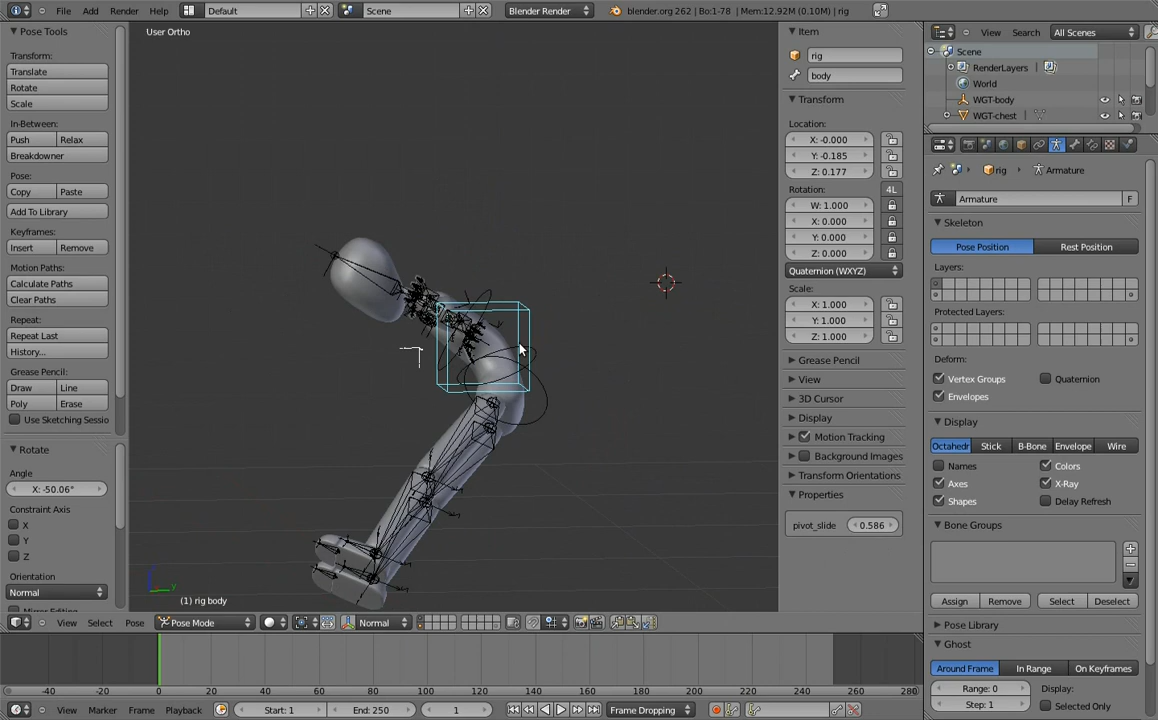 File Add Render Help Default Scene Blender Render blender.org 262 | Bo:1-78 | Mem:12.92M (0.10M) | rig
Pose Tools
Transform:
Translate
Rotate
Scale
In-Between:
Push Relax
Breakdowner
Pose:
Copy Paste
Add To Library
Keyframes:
Insert Remove
Motion Paths:
Calculate Paths
Clear Paths
Repeat:
Repeat Last
History...
Grease Pencil:
Draw Line
Poly Erase
Use Sketching Sessio
Rotate
Angle
X: -50.06°
Constraint Axis
X
Y
Z
Orientation
Normal
User Ortho
y
(1) rig body
View Select Pose Pose Mode Normal
Item
rig
body
Transform
Location:
X: -0.000
Y: -0.185
Z: 0.177
Rotation: 4L
W: 1.000
X: 0.000
Y: 0.000
Z: 0.000
Quaternion (WXYZ)
Scale:
X: 1.000
Y: 1.000
Z: 1.000
Grease Pencil
View
3D Cursor
Display
Motion Tracking
Background Images
Transform Orientations
Properties
pivot_slide 0.586
View Search All Scenes
Scene
RenderLayers |
World
WGT-body
WGT-chest |
rig Armature
Armature F
Skeleton
Pose Position Rest Position
Layers:
Protected Layers:
Deform:
Vertex Groups Quaternion
Envelopes
Display
Octahedr Stick B-Bone Envelope Wire
Names Colors
Axes X-Ray
Shapes Delay Refresh
Bone Groups
Assign Remove Select Deselect
Pose Library
Ghost
Around Frame In Range On Keyframes
Range: 0 Display:
Step: 1 Selected Only
-40 -20 0 20 40 60 80 100 120 140 160 180 200 220 240 260 280
View Marker Frame Playback Start: 1 End: 250 1 Frame Dropping